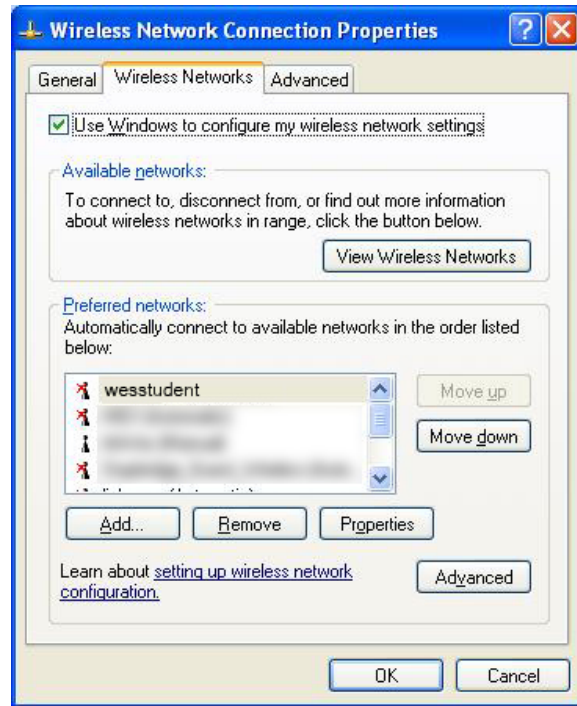 Wireless Network Connection Properties
General Wireless Networks Advanced
Use Windows to configure my wireless network settings
Available networks:
To connect to, disconnect from, or find out more information
about wireless networks in range, click the button below.
View Wireless Networks
Preferred networks:
Automatically connect to available networks in the order listed
below:
wesstudent
Move up
Move down
Add... Remove Properties
Learn about setting up wireless network
configuration.
Advanced
OK Cancel